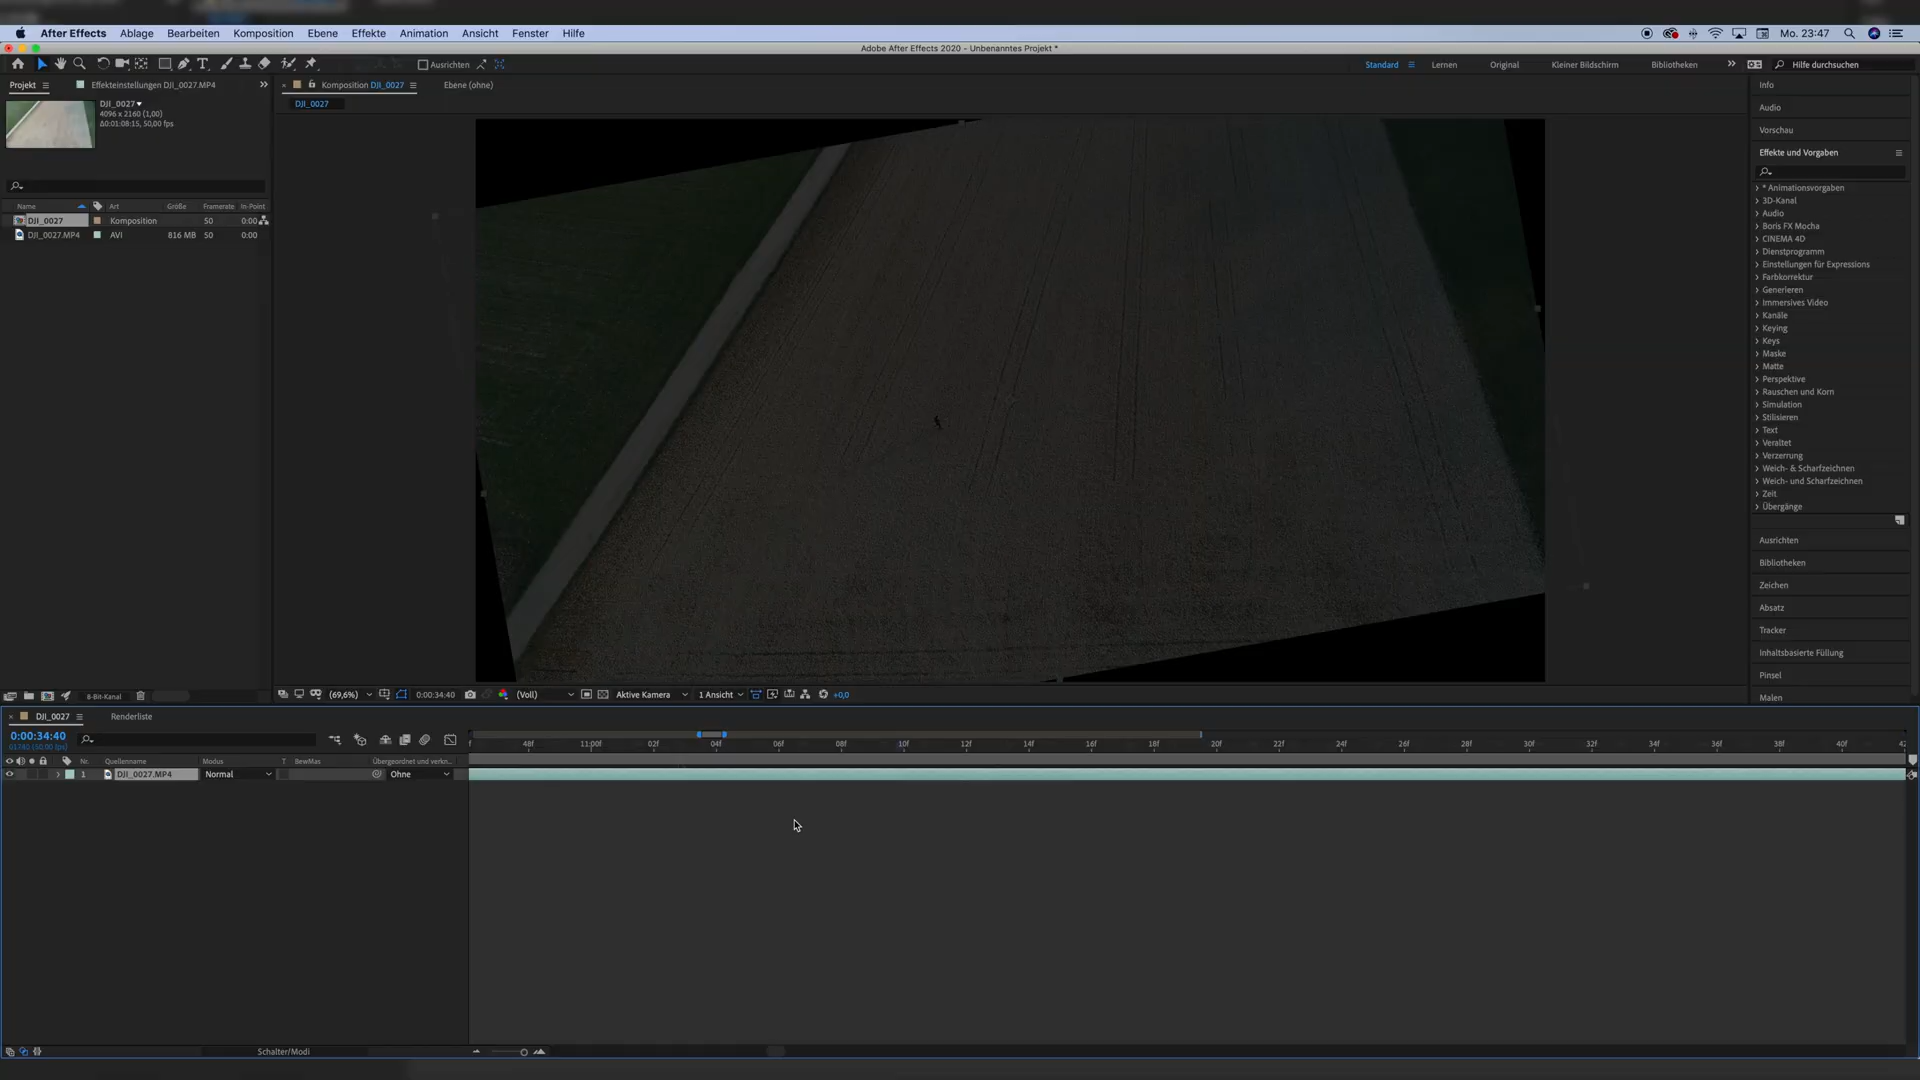 After Effects Ablage Bearbeiten Komposition Ebene Effekte Animation Ansicht Fenster Hilfe Mo. 23:47
Adobe After Effects 2020 - Unbenanntes Projekt *
Ausrichten Standard Lernen Original Kleiner Bildschirm Bibliotheken Hilfe durchsuchen
Projekt Effekteinstellungen DJI_0027.MP4 Komposition DJI_0027 Ebene (ohne)
DJI_0027
DJI_0027
4096 x 2160 (1,00)
Δ0:01:08:15, 50,00 fps
Name Art Größe Framerate In-Point
DJI_0027 Komposition 50 0:00
DJI_0027.MP4 AVI 816 MB 50 0:00
Info
Audio
Vorschau
Effekte und Vorgaben
* Animationsvorgaben
3D-Kanal
Audio
Boris FX Mocha
CINEMA 4D
Dienstprogramm
Einstellungen für Expressions
Farbkorrektur
Generieren
Immersives Video
Kanäle
Keying
Keys
Maske
Matte
Perspektive
Rauschen und Korn
Simulation
Stilisieren
Text
Veraltet
Verzerrung
Weich- & Scharfzeichnen
Weich- und Scharfzeichnen
Zeit
Übergänge
Ausrichten
Bibliotheken
Zeichen
Absatz
Tracker
Inhaltsbasierte Füllung
Pinsel
Malen
8-Bit-Kanal (69,6%) 0:00:34:40 (Voll) Aktive Kamera 1 Ansicht +0,0
DJI_0027 Renderliste
0:00:34:40
01740 (50,00 fps)
f 48f 11:00f 02f 04f 06f 08f 10f 12f 14f 16f 18f 20f 22f 24f 26f 28f 30f 32f 34f 36f 38f 40f 42
Nr. Quellenname Modus T BewMas Übergeordnet und verkn...
1 DJI_0027.MP4 Normal Ohne
Schalter/Modi